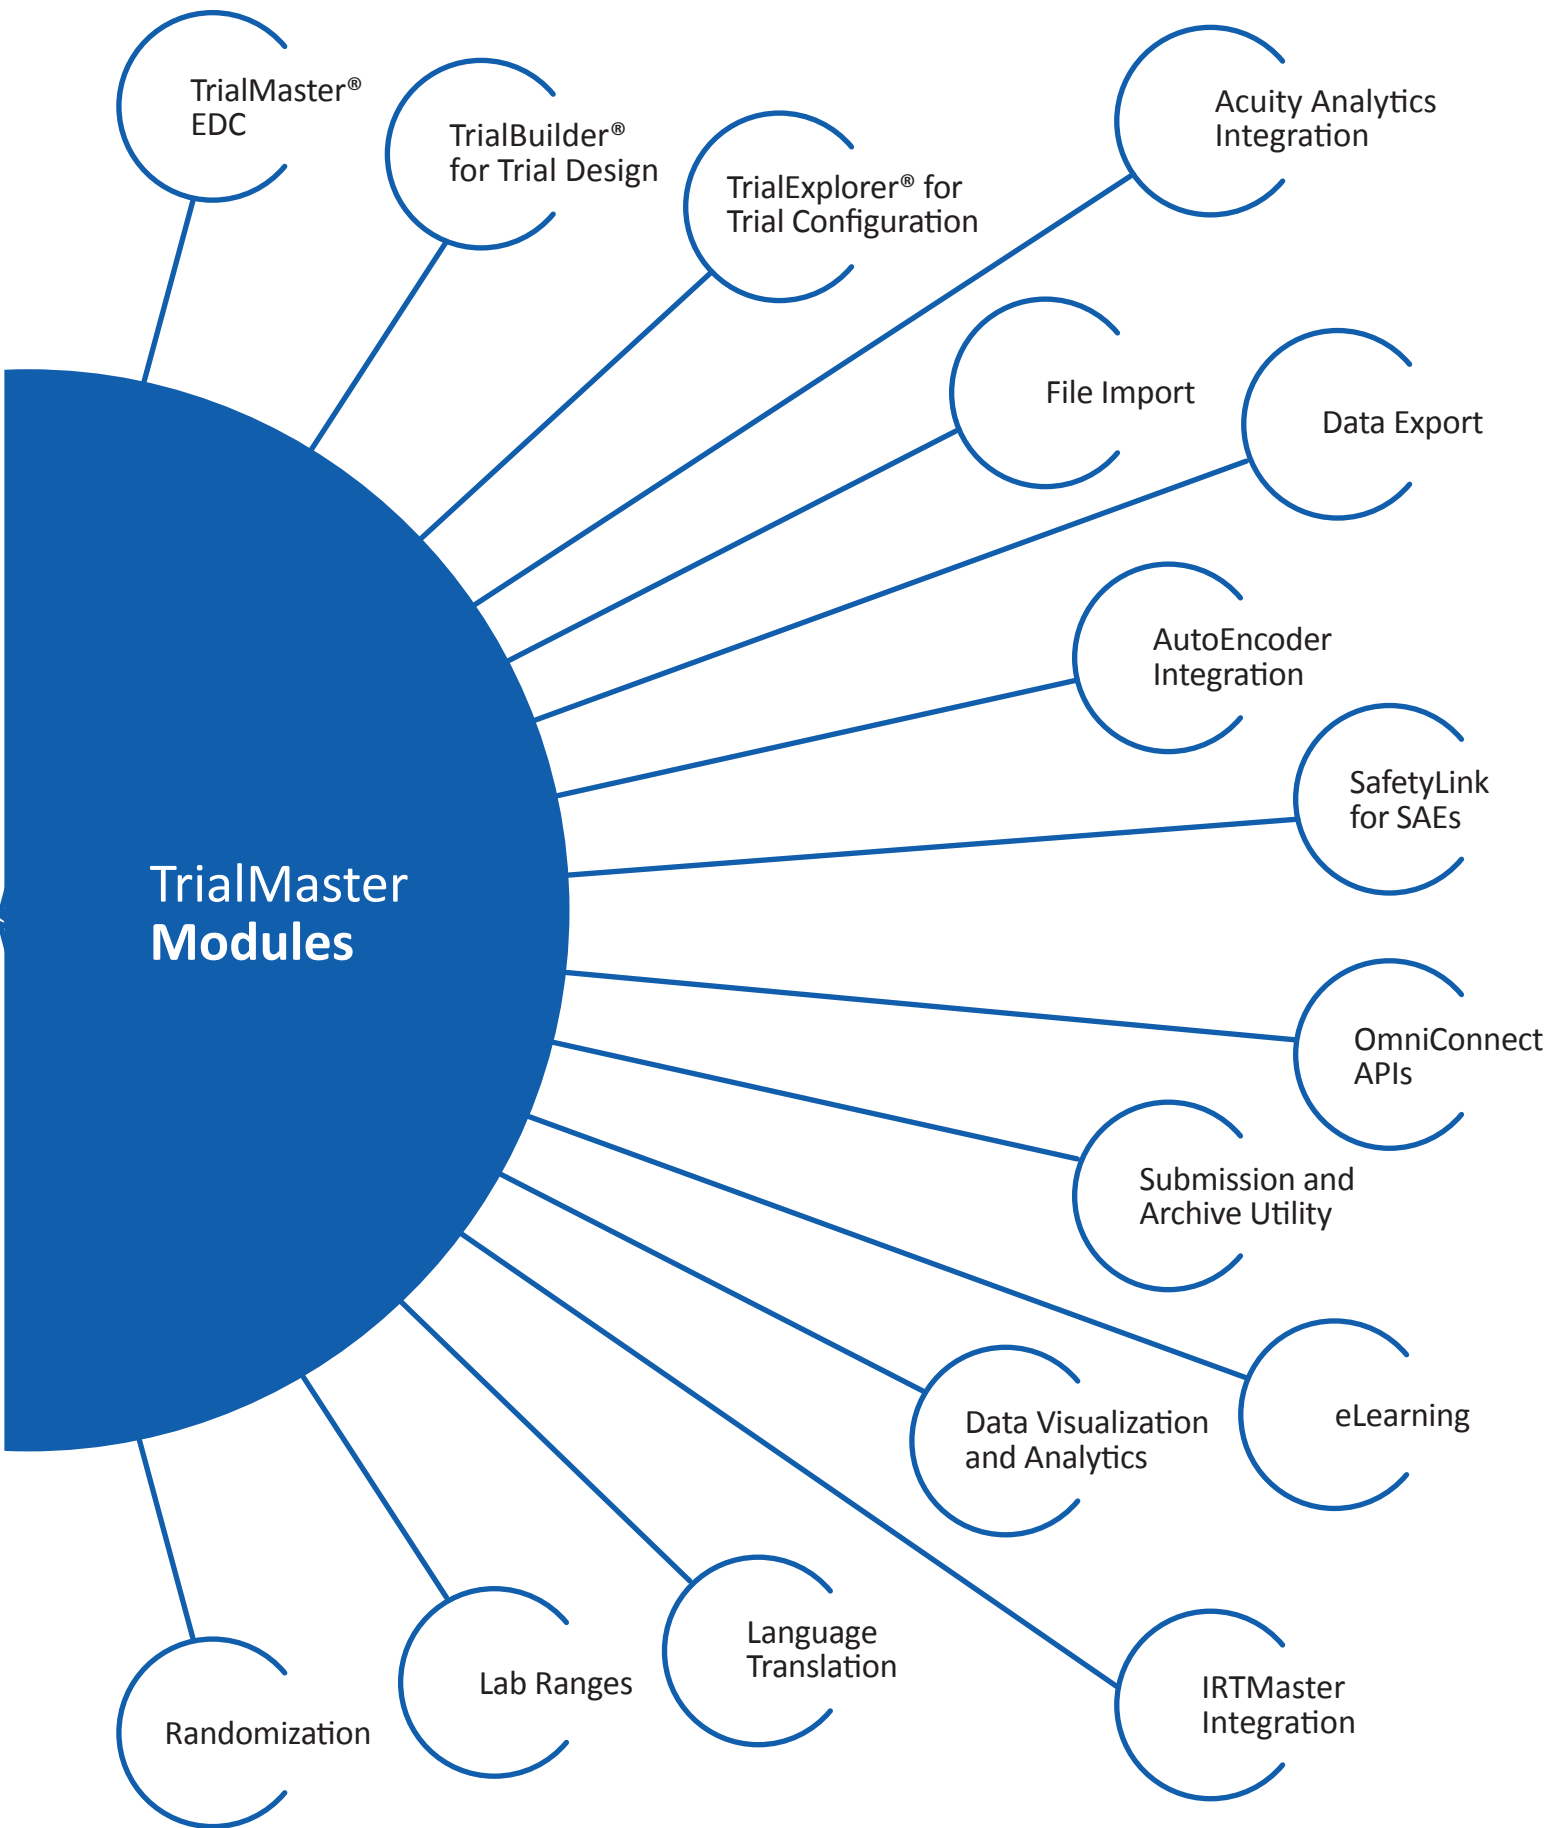 TrialMaster®
EDC
TrialBuilder®
for Trial Design
TrialExplorer® for
Trial Configuration
Acuity Analytics
Integration
File Import
Data Export
AutoEncoder
Integration
SafetyLink
for SAEs
TrialMaster
Modules
OmniConnect
APIs
Submission and
Archive Utility
eLearning
Data Visualization
and Analytics
IRTMaster
Integration
Language
Translation
Lab Ranges
Randomization